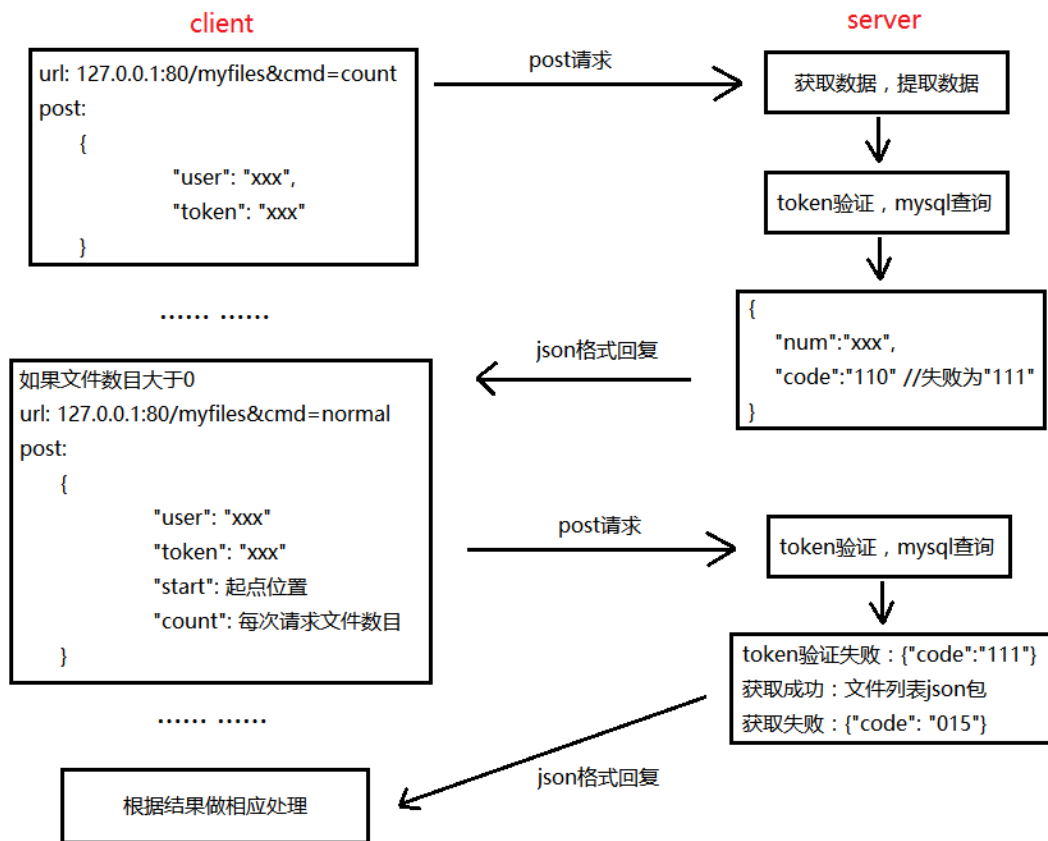 client
server
url: 127.0.0.1:80/myfiles&cmd=count
post:
{
"user": "xxx",
"token": "xxx"
}
post请求
获取数据，提取数据
token验证，mysql查询
{
"num":"xxx",
"code":"110" //失败为"111"
}
json格式回复
…… ……
如果文件数目大于0
url: 127.0.0.1:80/myfiles&cmd=normal
post:
{
"user": "xxx"
"token": "xxx"
"start": 起点位置
"count": 每次请求文件数目
}
post请求
token验证，mysql查询
token验证失败：{"code":"111"}
获取成功：文件列表json包
获取失败：{"code": "015"}
…… ……
json格式回复
根据结果做相应处理